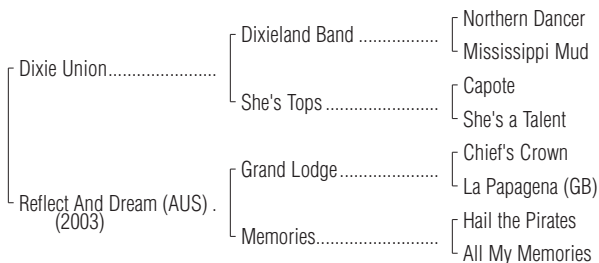 Northern Dancer
Dixieland Band .................
Mississippi Mud
Dixie Union.......................
Capote
She's Tops ........................
She's a Talent
Chief's Crown
Grand Lodge.....................
La Papagena (GB)
Reflect And Dream (AUS) .
(2003)
Hail the Pirates
Memories..........................
All My Memories